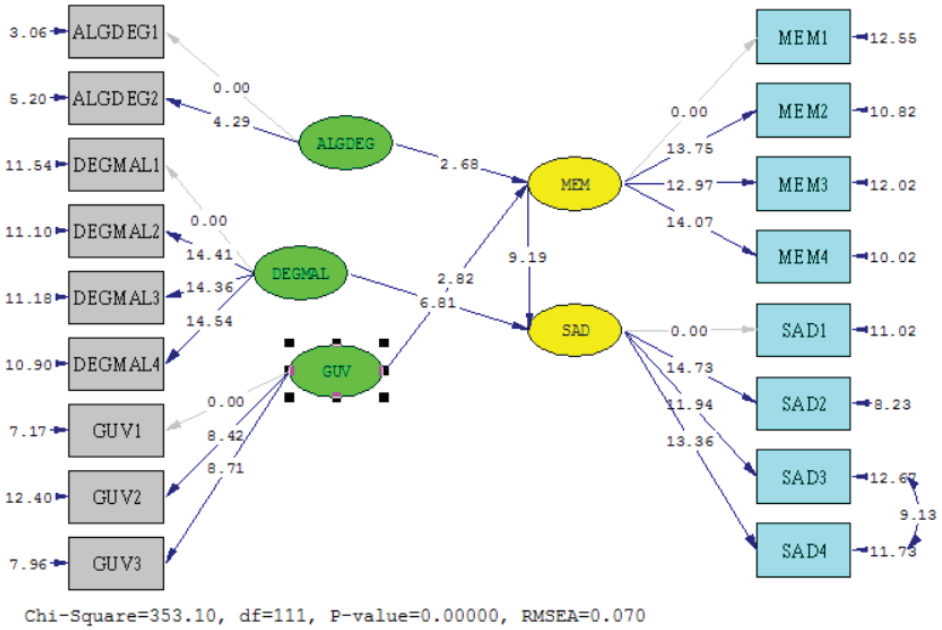 3.06 ALGDEG1
5.20 ALGDEG2
11.54 DEGMAL1
11.10 DEGMAL2
11.18 DEGMAL3
10.90 DEGMAL4
7.17 GUV1
12.40 GUV2
7.96 GUV3
0.00
4.29
0.00
14.41
14.36
14.54
0.00
8.42
8.71
ALGDEG
DEGMAL
GUV
2.68
2.82
6.81
9.19
MEM
SAD
0.00
13.75
12.97
14.07
0.00
14.73
11.94
13.36
MEM1 12.55
MEM2 10.82
MEM3 12.02
MEM4 10.02
SAD1 11.02
SAD2 8.23
SAD3 12.67
SAD4 11.73
9.13
Chi-Square=353.10, df=111, P-value=0.00000, RMSEA=0.070